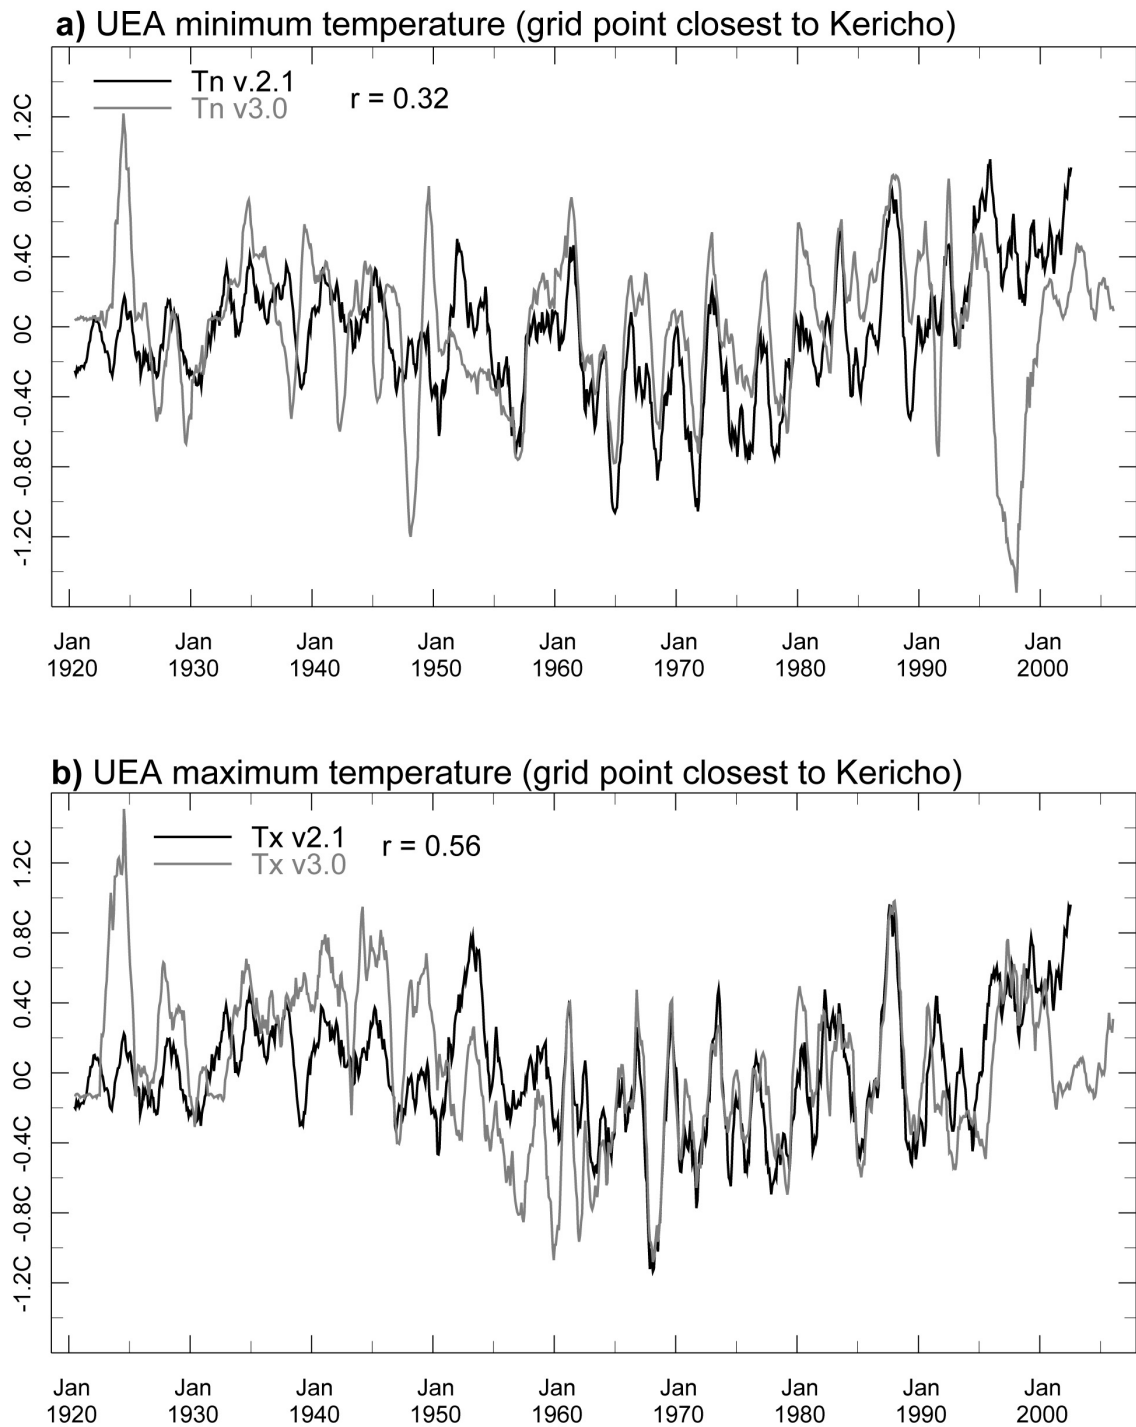 a) UEA minimum temperature (grid point closest to Kericho)
Tn v.2.1
Tn v3.0
r = 0.32
1.2C
0.8C
0.4C
0C
-0.4C
-0.8C
-1.2C
Jan Jan Jan Jan Jan Jan Jan Jan Jan
1920 1930 1940 1950 1960 1970 1980 1990 2000
b) UEA maximum temperature (grid point closest to Kericho)
Tx v2.1
Tx v3.0
r = 0.56
1.2C
0.8C
0.4C
0C
-0.4C
-0.8C
-1.2C
Jan Jan Jan Jan Jan Jan Jan Jan Jan
1920 1930 1940 1950 1960 1970 1980 1990 2000